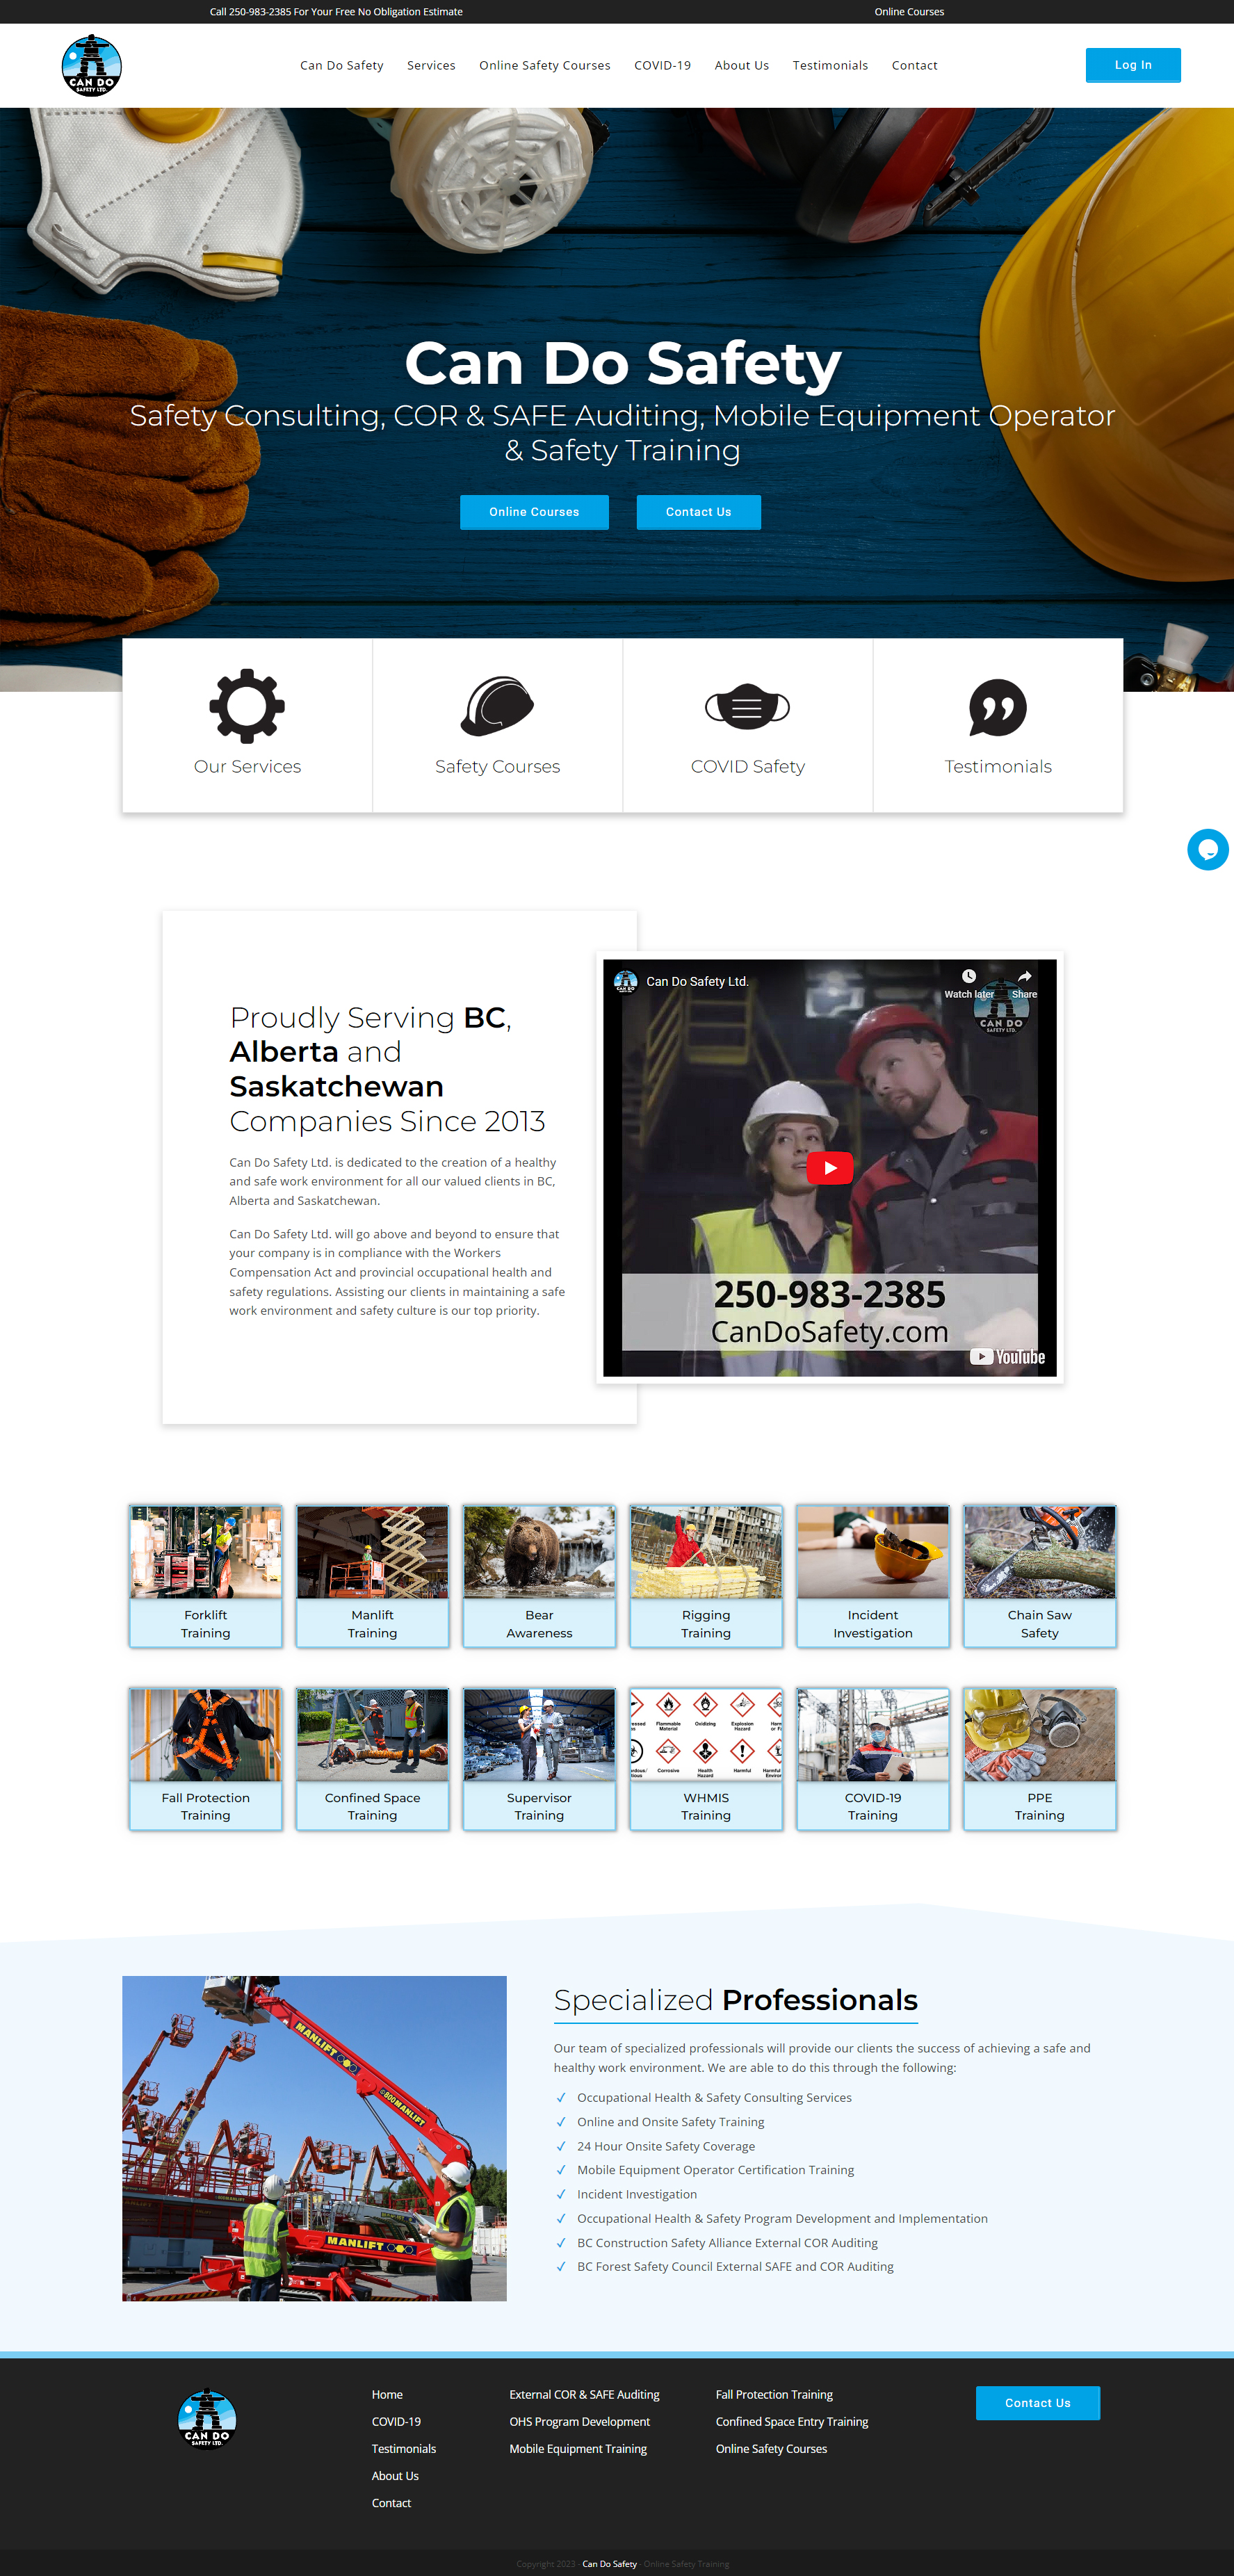 Call 250-983-2385 For Your Free No Obligation Estimate
Online Courses
CAN DO
SAFETY LTD.
Can Do Safety
Services
Online Safety Courses
COVID-19
About Us
Testimonials
Contact
Log In
Can Do Safety
Safety Consulting, COR & SAFE Auditing, Mobile Equipment Operator
& Safety Training
Online Courses
Contact Us
Our Services
Safety Courses
COVID Safety
Testimonials
Proudly Serving BC,
Alberta and
Saskatchewan
Companies Since 2013
Can Do Safety Ltd. is dedicated to the creation of a healthy
and safe work environment for all our valued clients in BC,
Alberta and Saskatchewan.
Can Do Safety Ltd. will go above and beyond to ensure that
your company is in compliance with the Workers
Compensation Act and provincial occupational health and
safety regulations. Assisting our clients in maintaining a safe
work environment and safety culture is our top priority.
Can Do Safety Ltd.
Watch later
Share
CAN DO
SAFETY LTD.
250-983-2385
CanDoSafety.com
YouTube
Forklift
Training
Manlift
Training
Bear
Awareness
Rigging
Training
Incident
Investigation
Chain Saw
Safety
Flammable
Material
Oxidizing
Explosion
Hazard
Corrosive
Health
Hazard
Harmful
Fall Protection
Training
Confined Space
Training
Supervisor
Training
WHMIS
Training
COVID-19
Training
PPE
Training
MANLIFT
@800MANLIFT
MANLIFT
Specialized Professionals
Our team of specialized professionals will provide our clients the success of achieving a safe and
healthy work environment. We are able to do this through the following:
Occupational Health & Safety Consulting Services
Online and Onsite Safety Training
24 Hour Onsite Safety Coverage
Mobile Equipment Operator Certification Training
Incident Investigation
Occupational Health & Safety Program Development and Implementation
BC Construction Safety Alliance External COR Auditing
BC Forest Safety Council External SAFE and COR Auditing
CAN DO
SAFETY LTD.
Home
COVID-19
Testimonials
About Us
Contact
External COR & SAFE Auditing
OHS Program Development
Mobile Equipment Training
Fall Protection Training
Confined Space Entry Training
Online Safety Courses
Contact Us
Copyright 2023 - Can Do Safety - Online Safety Training